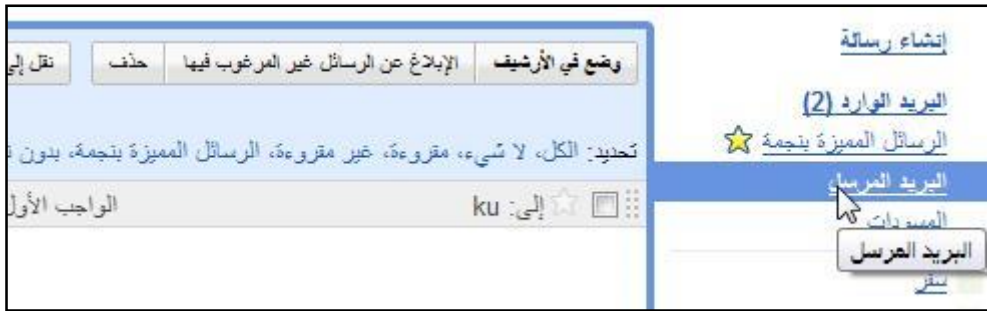 إنشاء رسالة
البريد الوارد (2)
الرسائل المميزة بنجمة
البريد المرسل
المسودات
البريد المرسل
سفر
وضع في الأرشيف الإبلاغ عن الرسائل غير المرغوب فيها حذف نقل إلى
تحديد: الكل، لا شيء، مقروءة، غير مقروءة، الرسائل المميزة بنجمة، بدون
إلى: ku الواجب الأول